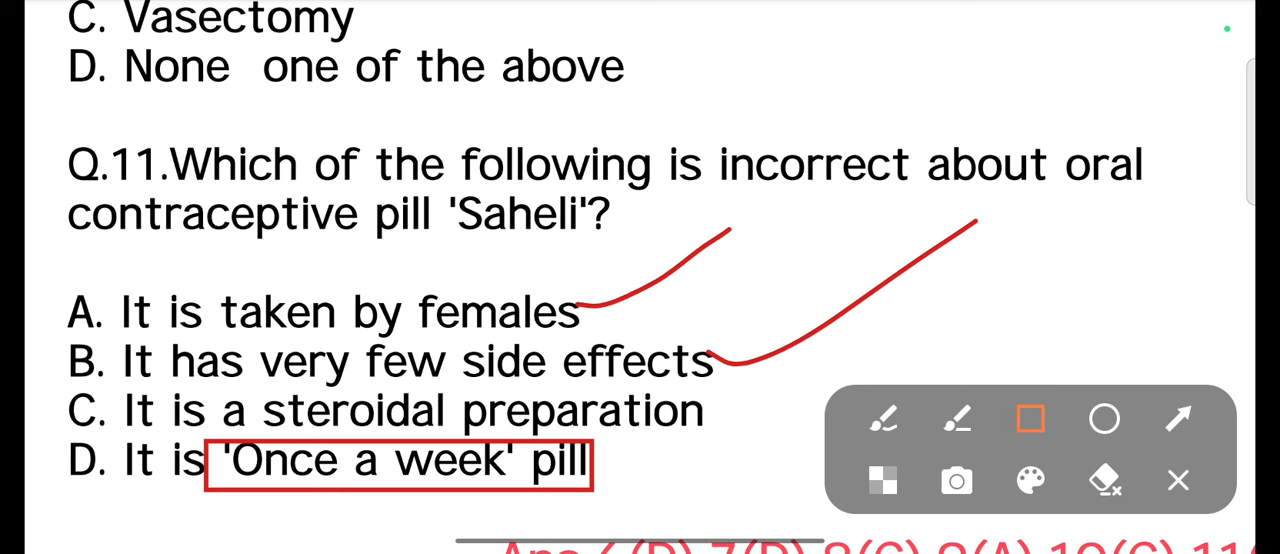 C. Vasectomy
D. None one of the above
Q.11.Which of the following is incorrect about oral
contraceptive pill 'Saheli'?
A. It is taken by females
B. It has very few side effects
C. It is a steroidal preparation
D. It is 'Once a week' pill